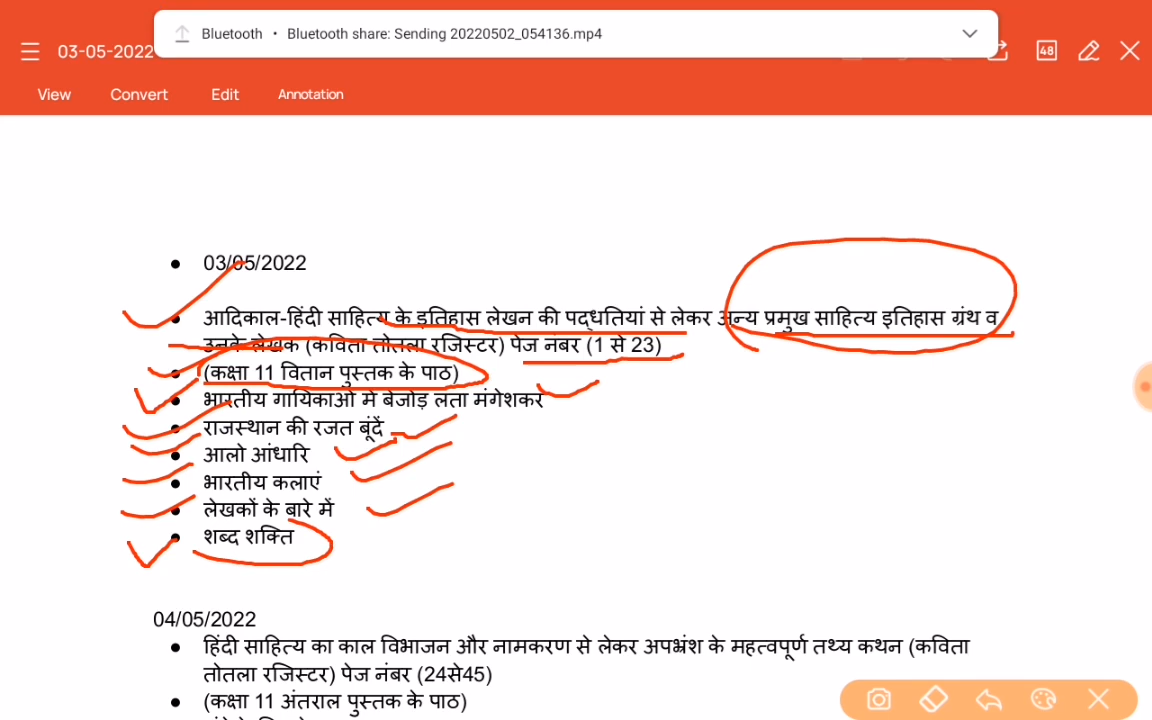 Bluetooth • Bluetooth share: Sending 20220502_054136.mp4
03-05-2022
48
View Convert Edit Annotation
● 03/05/2022
● आदिकाल-हिंदी साहित्य के इतिहास लेखन की पद्धतियां से लेकर अन्य प्रमुख साहित्य इतिहास ग्रंथ व
उनके लेखक (कविता तोतला रजिस्टर) पेज नंबर (1 से 23)
● (कक्षा 11 वितान पुस्तक के पाठ)
● भारतीय गायिकाओं में बेजोड़ लता मंगेशकर
● राजस्थान की रजत बूंदें
● आलो आंधारि
● भारतीय कलाएं
● लेखकों के बारे में
● शब्द शक्ति
04/05/2022
● हिंदी साहित्य का काल विभाजन और नामकरण से लेकर अपभ्रंश के महत्वपूर्ण तथ्य कथन (कविता
तोतला रजिस्टर) पेज नंबर (24से45)
● (कक्षा 11 अंतराल पुस्तक के पाठ)